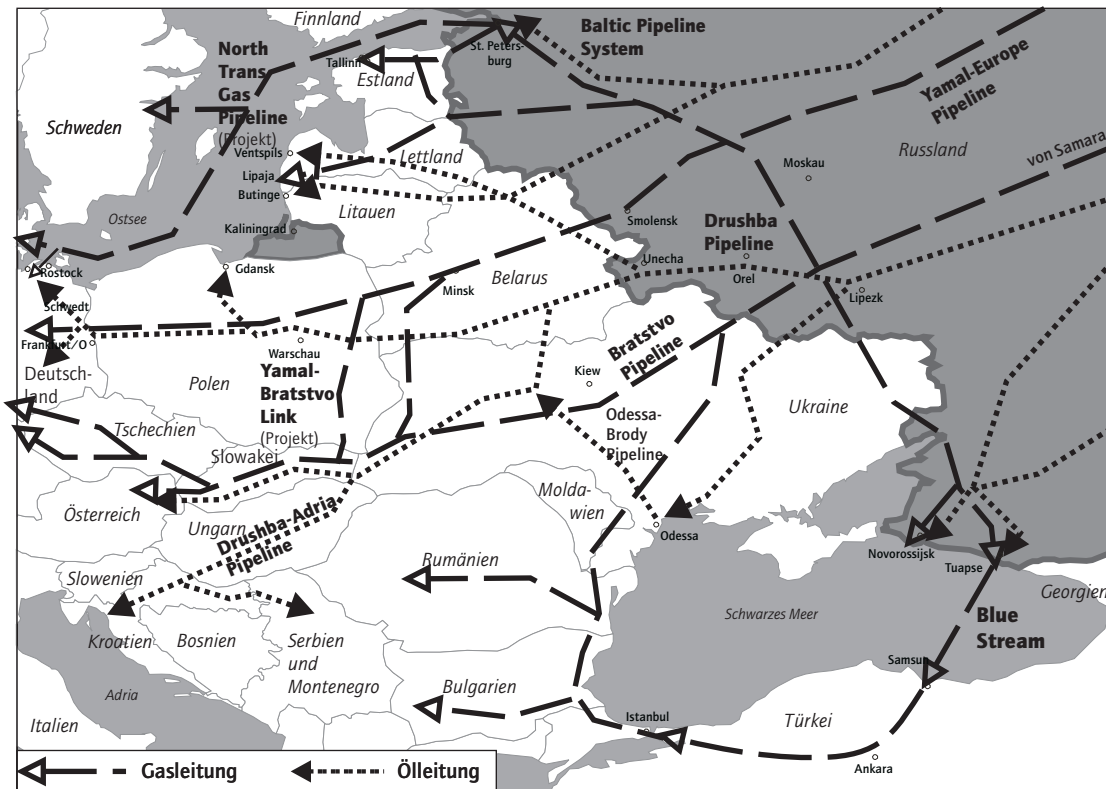 Finnland
North
Trans
Gas
Pipeline
(Projekt)
Baltic Pipeline
System
St. Peters-
burg
Tallinn
Estland
Yamal-Europe
Pipeline
Schweden
Ventspils
Lettland
Moskau
Russland
von Samara
Lipaja
Butinge
Litauen
Ostsee
Kaliningrad
Smolensk
Drushba
Pipeline
Rostock
Gdansk
Unecha
Orel
Belarus
Minsk
Lipezk
Schwedt
Frankfurt/O
Warschau
Bratstvo
Pipeline
Deutsch-
land
Polen
Yamal-
Bratstvo
Link
(Projekt)
Kiew
Ukraine
Odessa-
Brody
Pipeline
Tschechien
Slowakei
Molda-
wien
Österreich
Ungarn
Drushba-Adria
Pipeline
Odessa
Novorossijsk
Tuapse
Rumänien
Slowenien
Georgien
Schwarzes Meer
Blue
Stream
Kroatien
Bosnien
Serbien
und
Montenegro
Samsun
Adria
Bulgarien
Italien
Istanbul
Türkei
Ankara
Gasleitung
Ölleitung